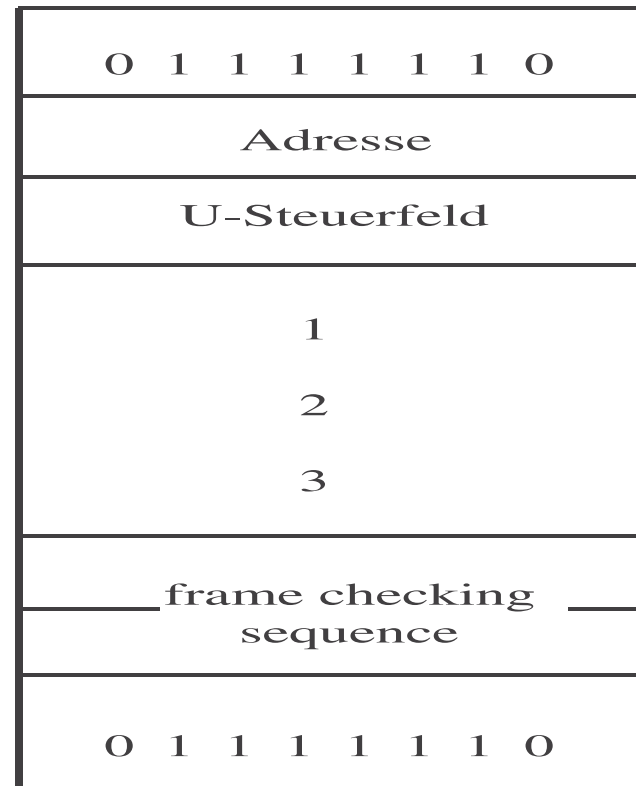 0 1 1 1 1 1 1 0
Adresse
U-Steuerfeld
1
2
3
frame checking
sequence
0 1 1 1 1 1 1 0